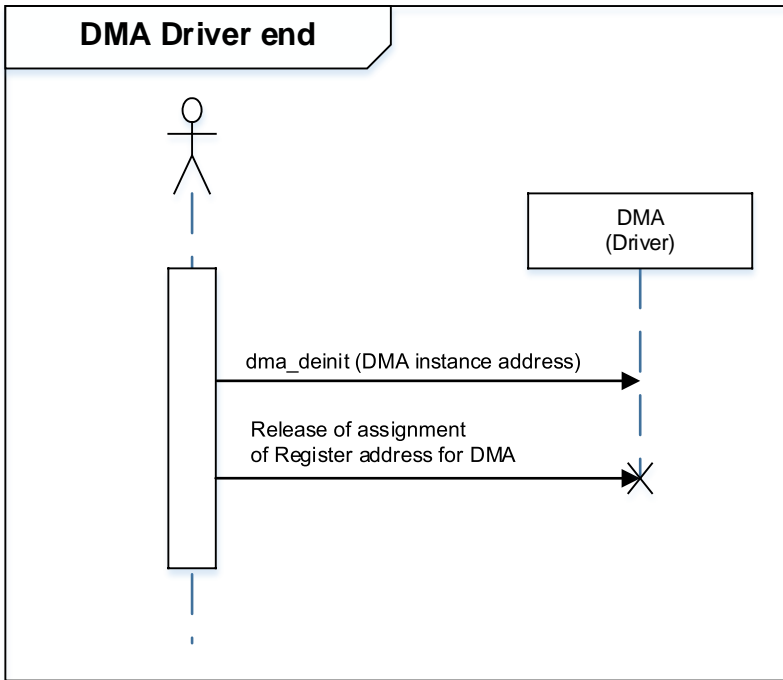 DMA Driver end
DMA
(Driver)
dma_deinit (DMA instance address)
Release of assignment
of Register address for DMA